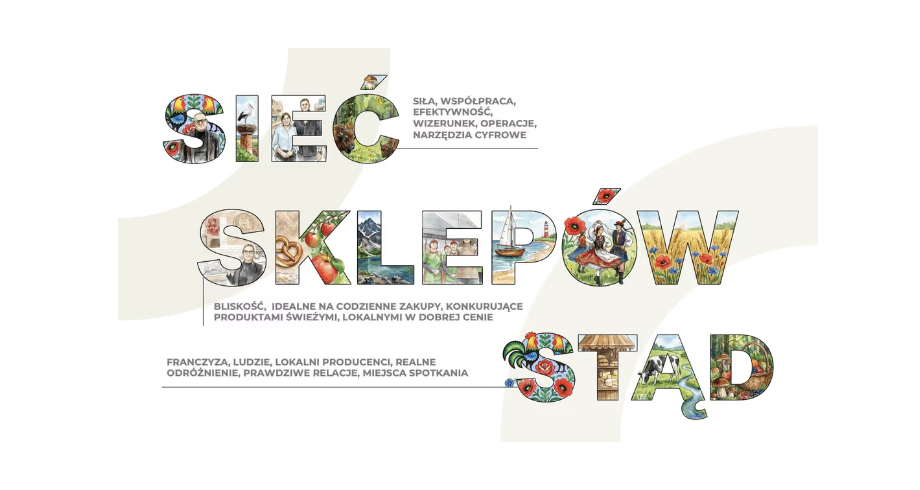 SIEĆ
SIŁA, WSPÓŁPRACA,
EFEKTYWNOŚĆ,
WIZERUNEK, OPERACJE,
NARZĘDZIA CYFROWE
SKLEPÓW
BLISKOŚĆ, IDEALNE NA CODZIENNE ZAKUPY, KONKURUJĄCE
PRODUKTAMI ŚWIEŻYMI, LOKALNYMI W DOBREJ CENIE
STĄD
FRANCZYZA, LUDZIE, LOKALNI PRODUCENCI, REALNE
ODRÓŻNIENIE, PRAWDZIWE RELACJE, MIEJSCA SPOTKANIA